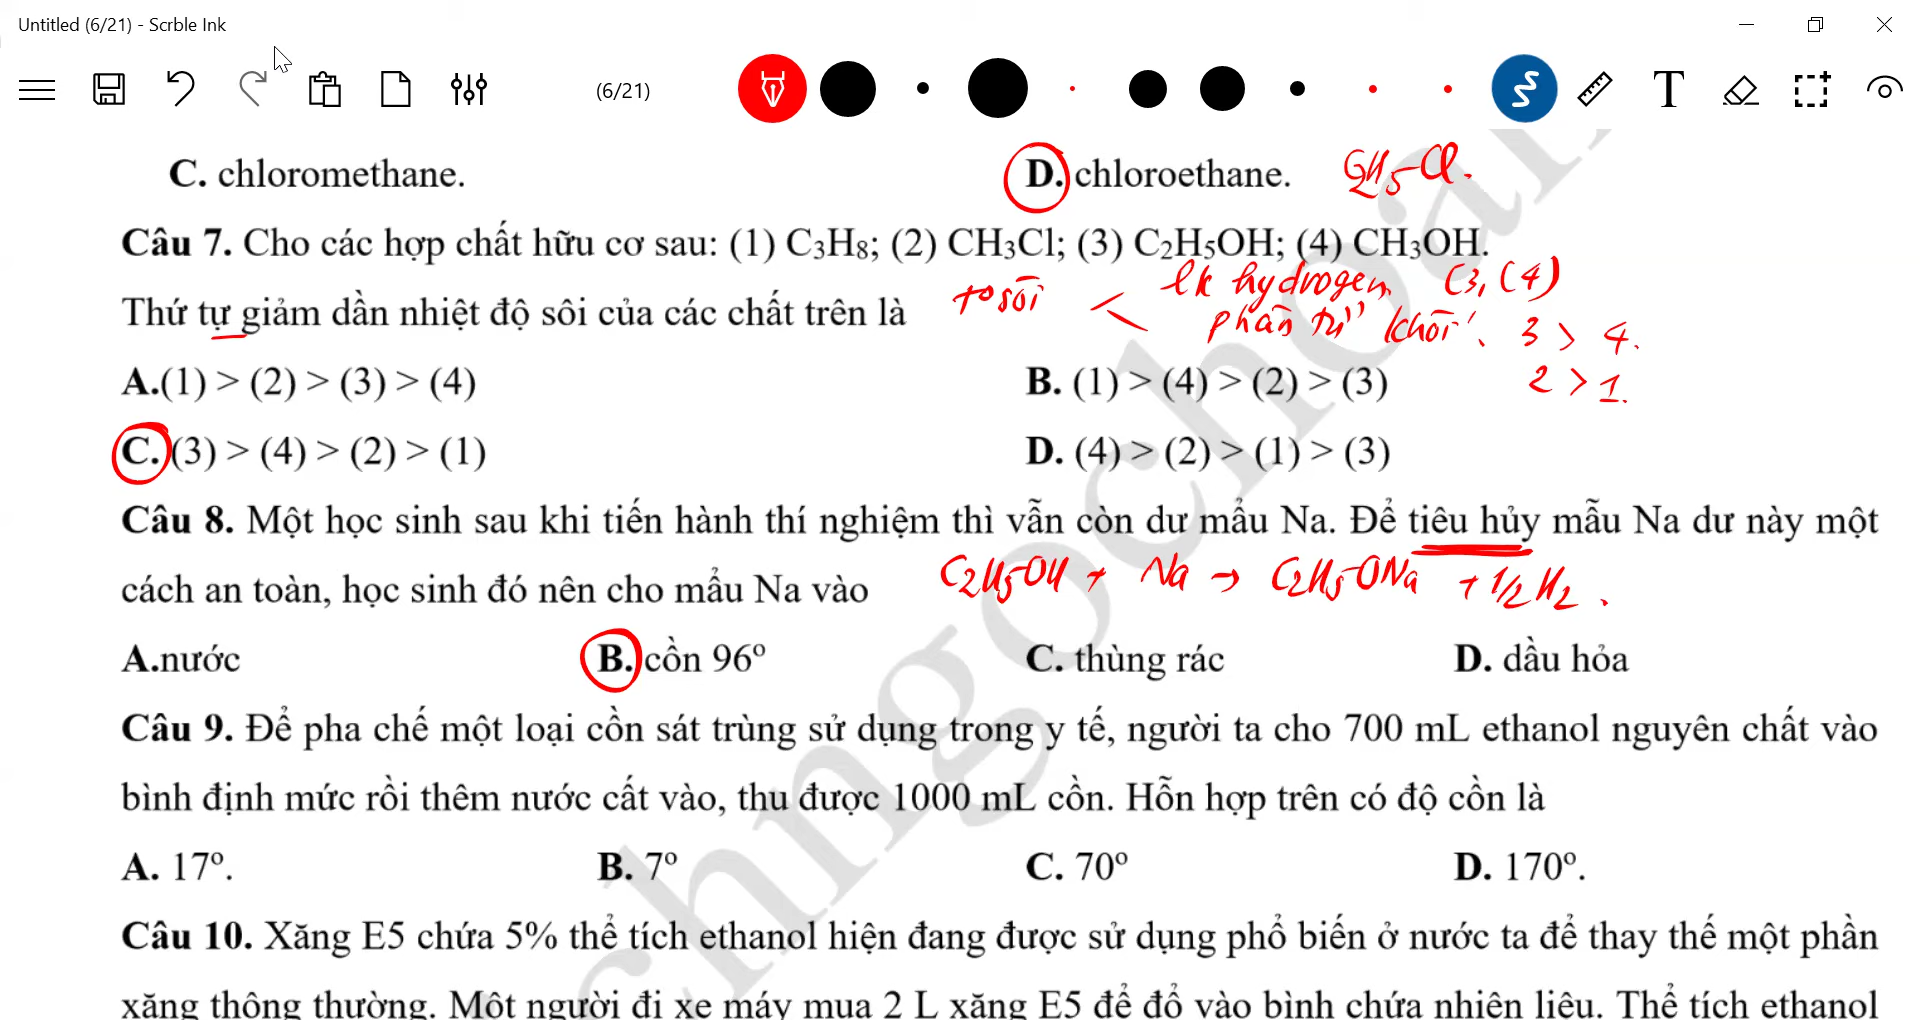 Untitled (6/21) - Scrble Ink
(6/21)
T
C. chloromethane. D. chloroethane. C2H5-Cl.
Câu 7. Cho các hợp chất hữu cơ sau: (1) C₃H₈; (2) CH₃Cl; (3) C₂H₅OH; (4) CH₃OH.
t° sôi < lk hydrogen (3, (4)
Thứ tự giảm dần nhiệt độ sôi của các chất trên là
phân tử khối. 3 > 4.
2 > 1.
A.(1) > (2) > (3) > (4) B. (1) > (4) > (2) > (3)
C. (3) > (4) > (2) > (1) D. (4) > (2) > (1) > (3)
Câu 8. Một học sinh sau khi tiến hành thí nghiệm thì vẫn còn dư mẩu Na. Để tiêu hủy mẫu Na dư này một
cách an toàn, học sinh đó nên cho mẩu Na vào
C2H5OH + Na → C2H5-ONa + 1/2 H2.
A.nước B. cồn 96º C. thùng rác D. dầu hỏa
Câu 9. Để pha chế một loại cồn sát trùng sử dụng trong y tế, người ta cho 700 mL ethanol nguyên chất vào
bình định mức rồi thêm nước cất vào, thu được 1000 mL cồn. Hỗn hợp trên có độ cồn là
A. 17º. B. 7º C. 70º D. 170º.
Câu 10. Xăng E5 chứa 5% thể tích ethanol hiện đang được sử dụng phổ biến ở nước ta để thay thế một phần
xăng thông thường. Một người đi xe máy mua 2 L xăng E5 để đổ vào bình chứa nhiên liệu. Thể tích ethanol